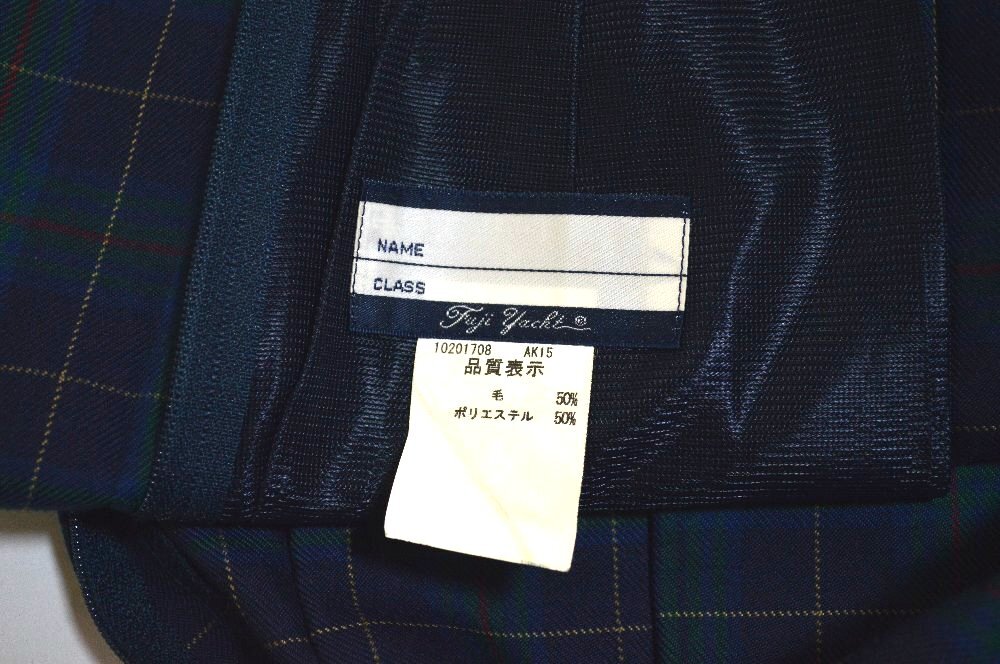 NAME
CLASS
Fuji Yacht ®
10201708 AK15
品質表示
毛 50%
ポリエステル 50%